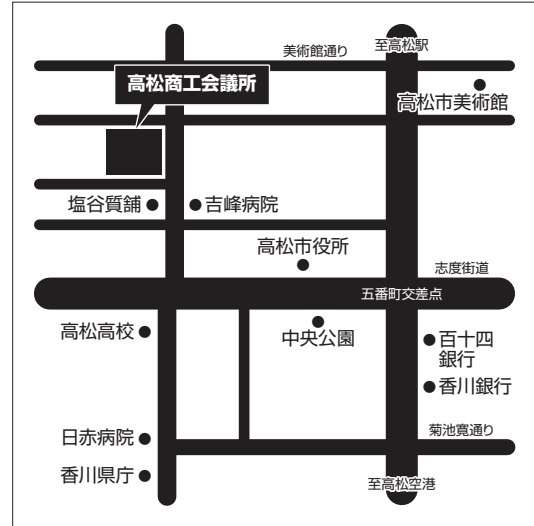 美術館通り
至高松駅
高松商工会議所
高松市美術館
塩谷質舗
吉峰病院
高松市役所
志度街道
五番町交差点
高松高校
中央公園
百十四
銀行
香川銀行
菊池寛通り
日赤病院
香川県庁
至高松空港